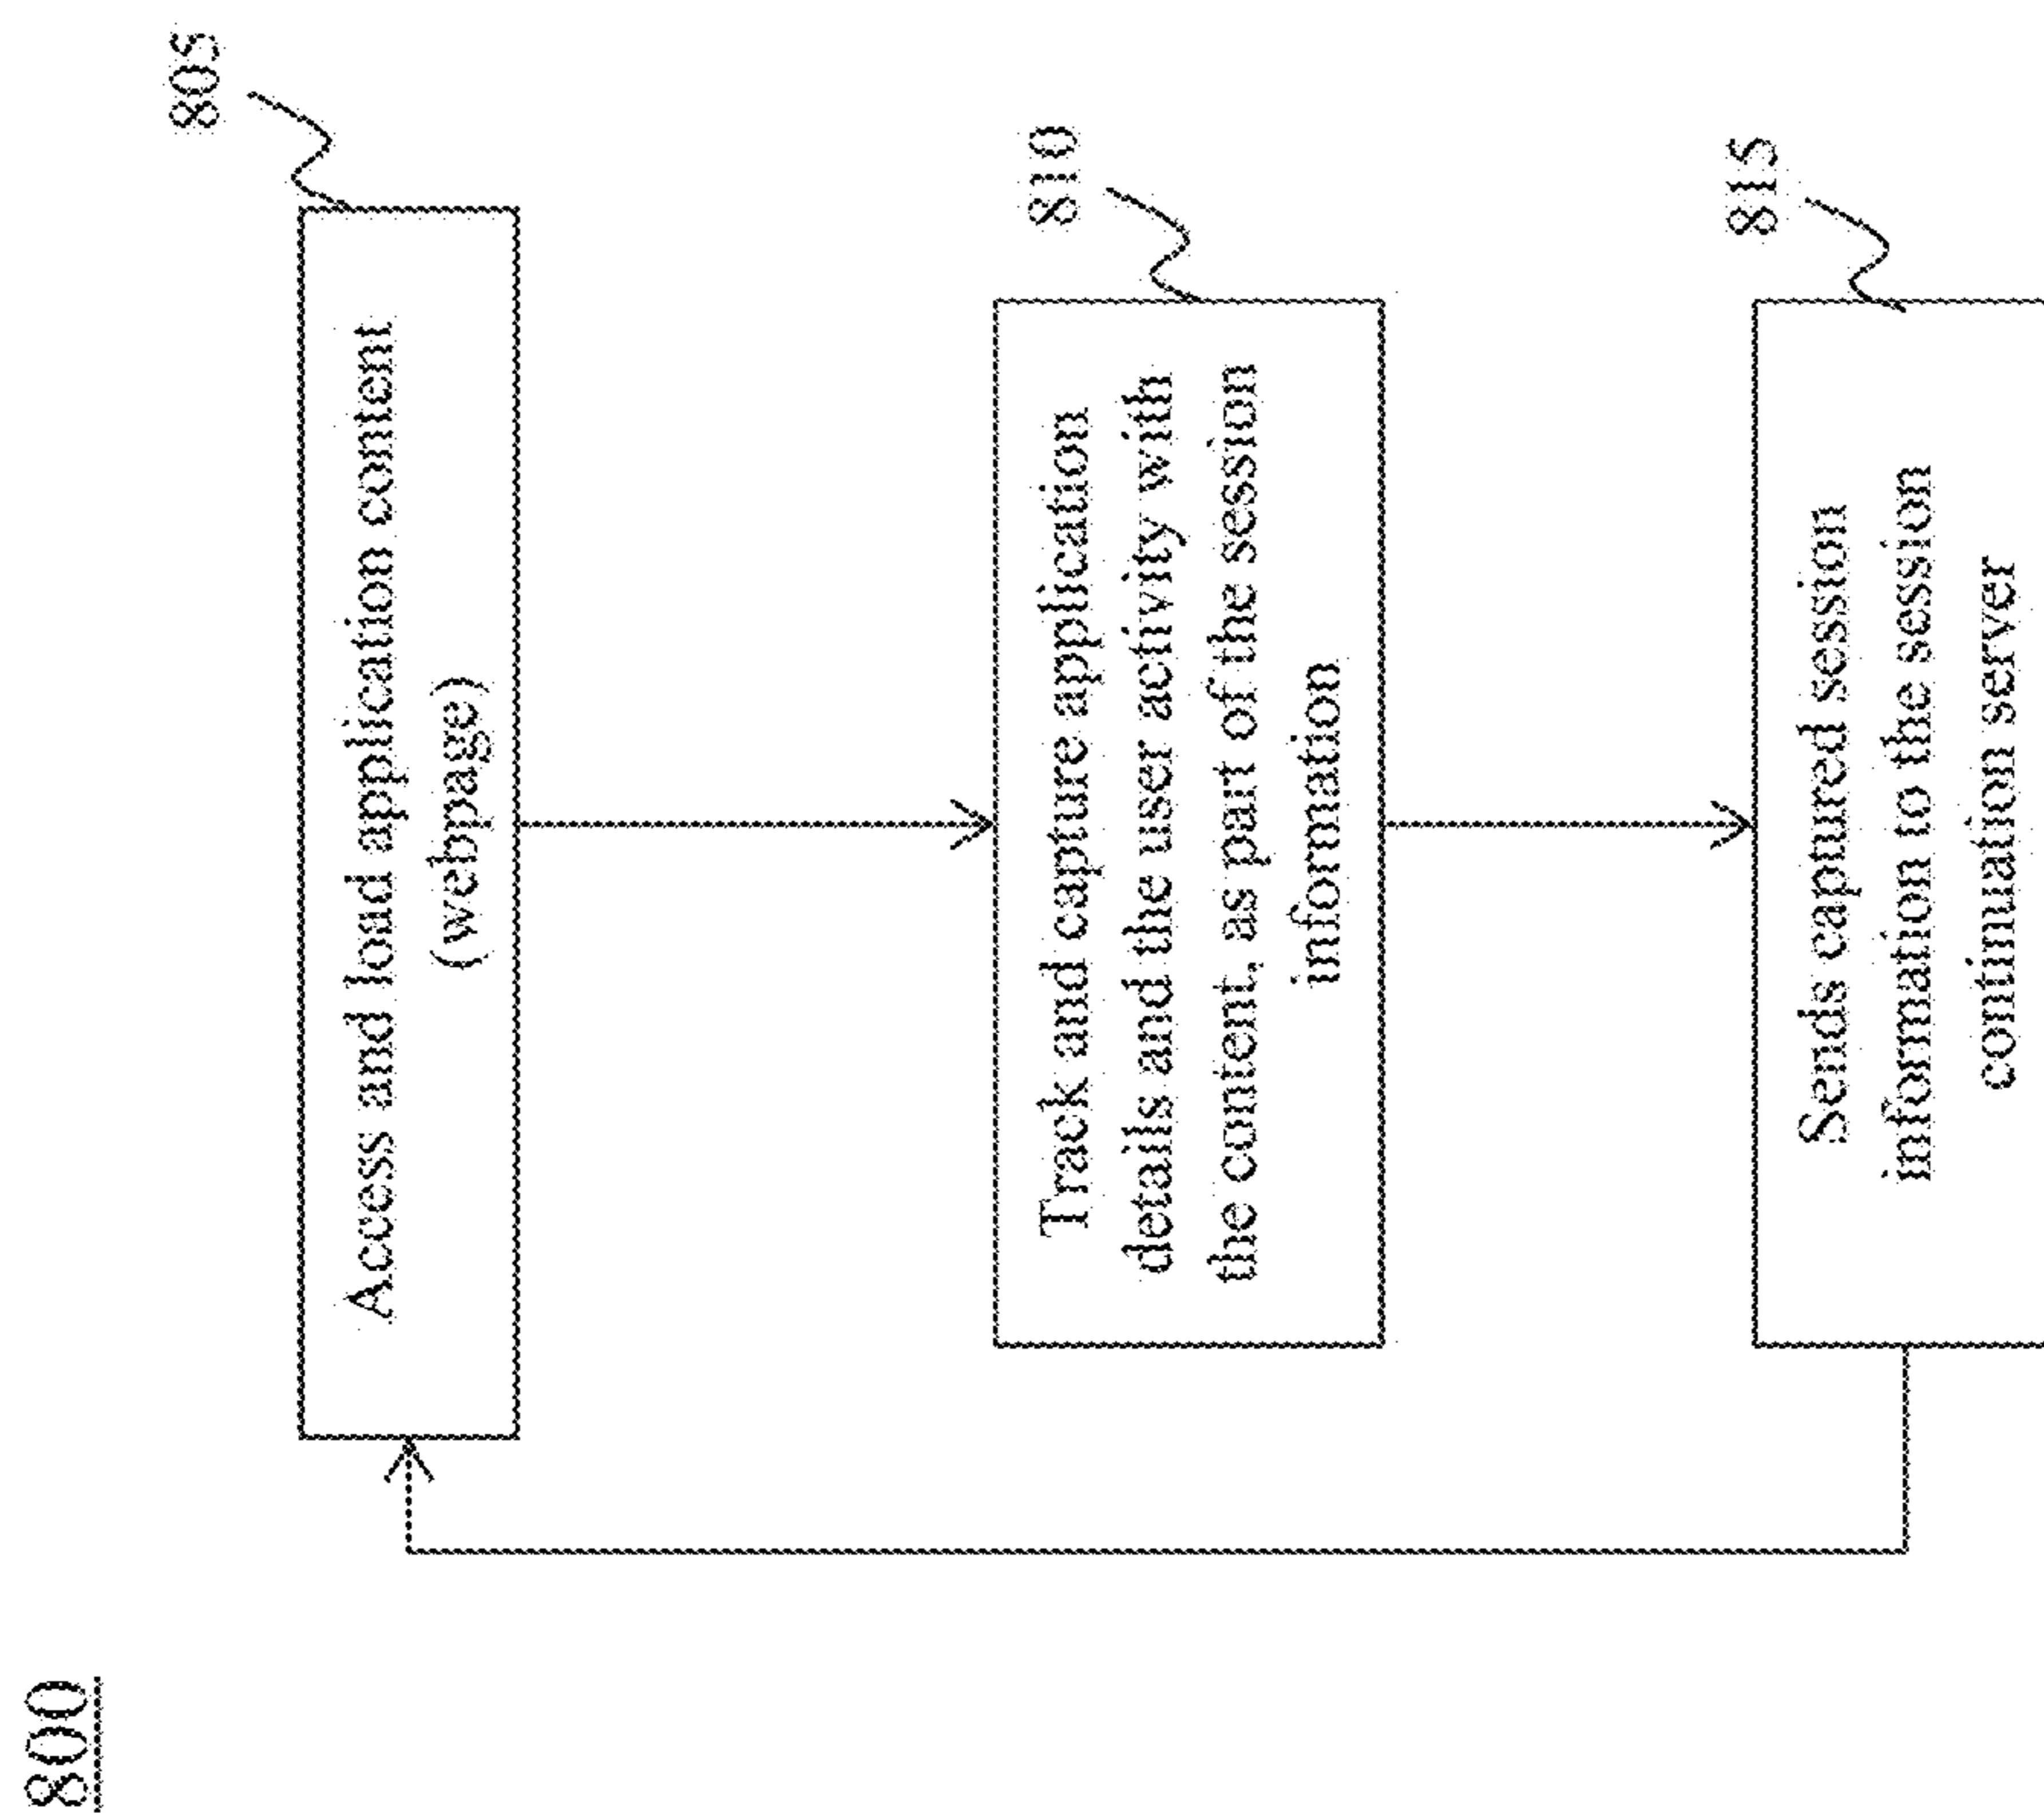 800
805
Access and load application content
(webpage)
810
Track and capture application
details and the user activity with
the content, as part of the session
information
815
Sends captured session
information to the session
continuation server